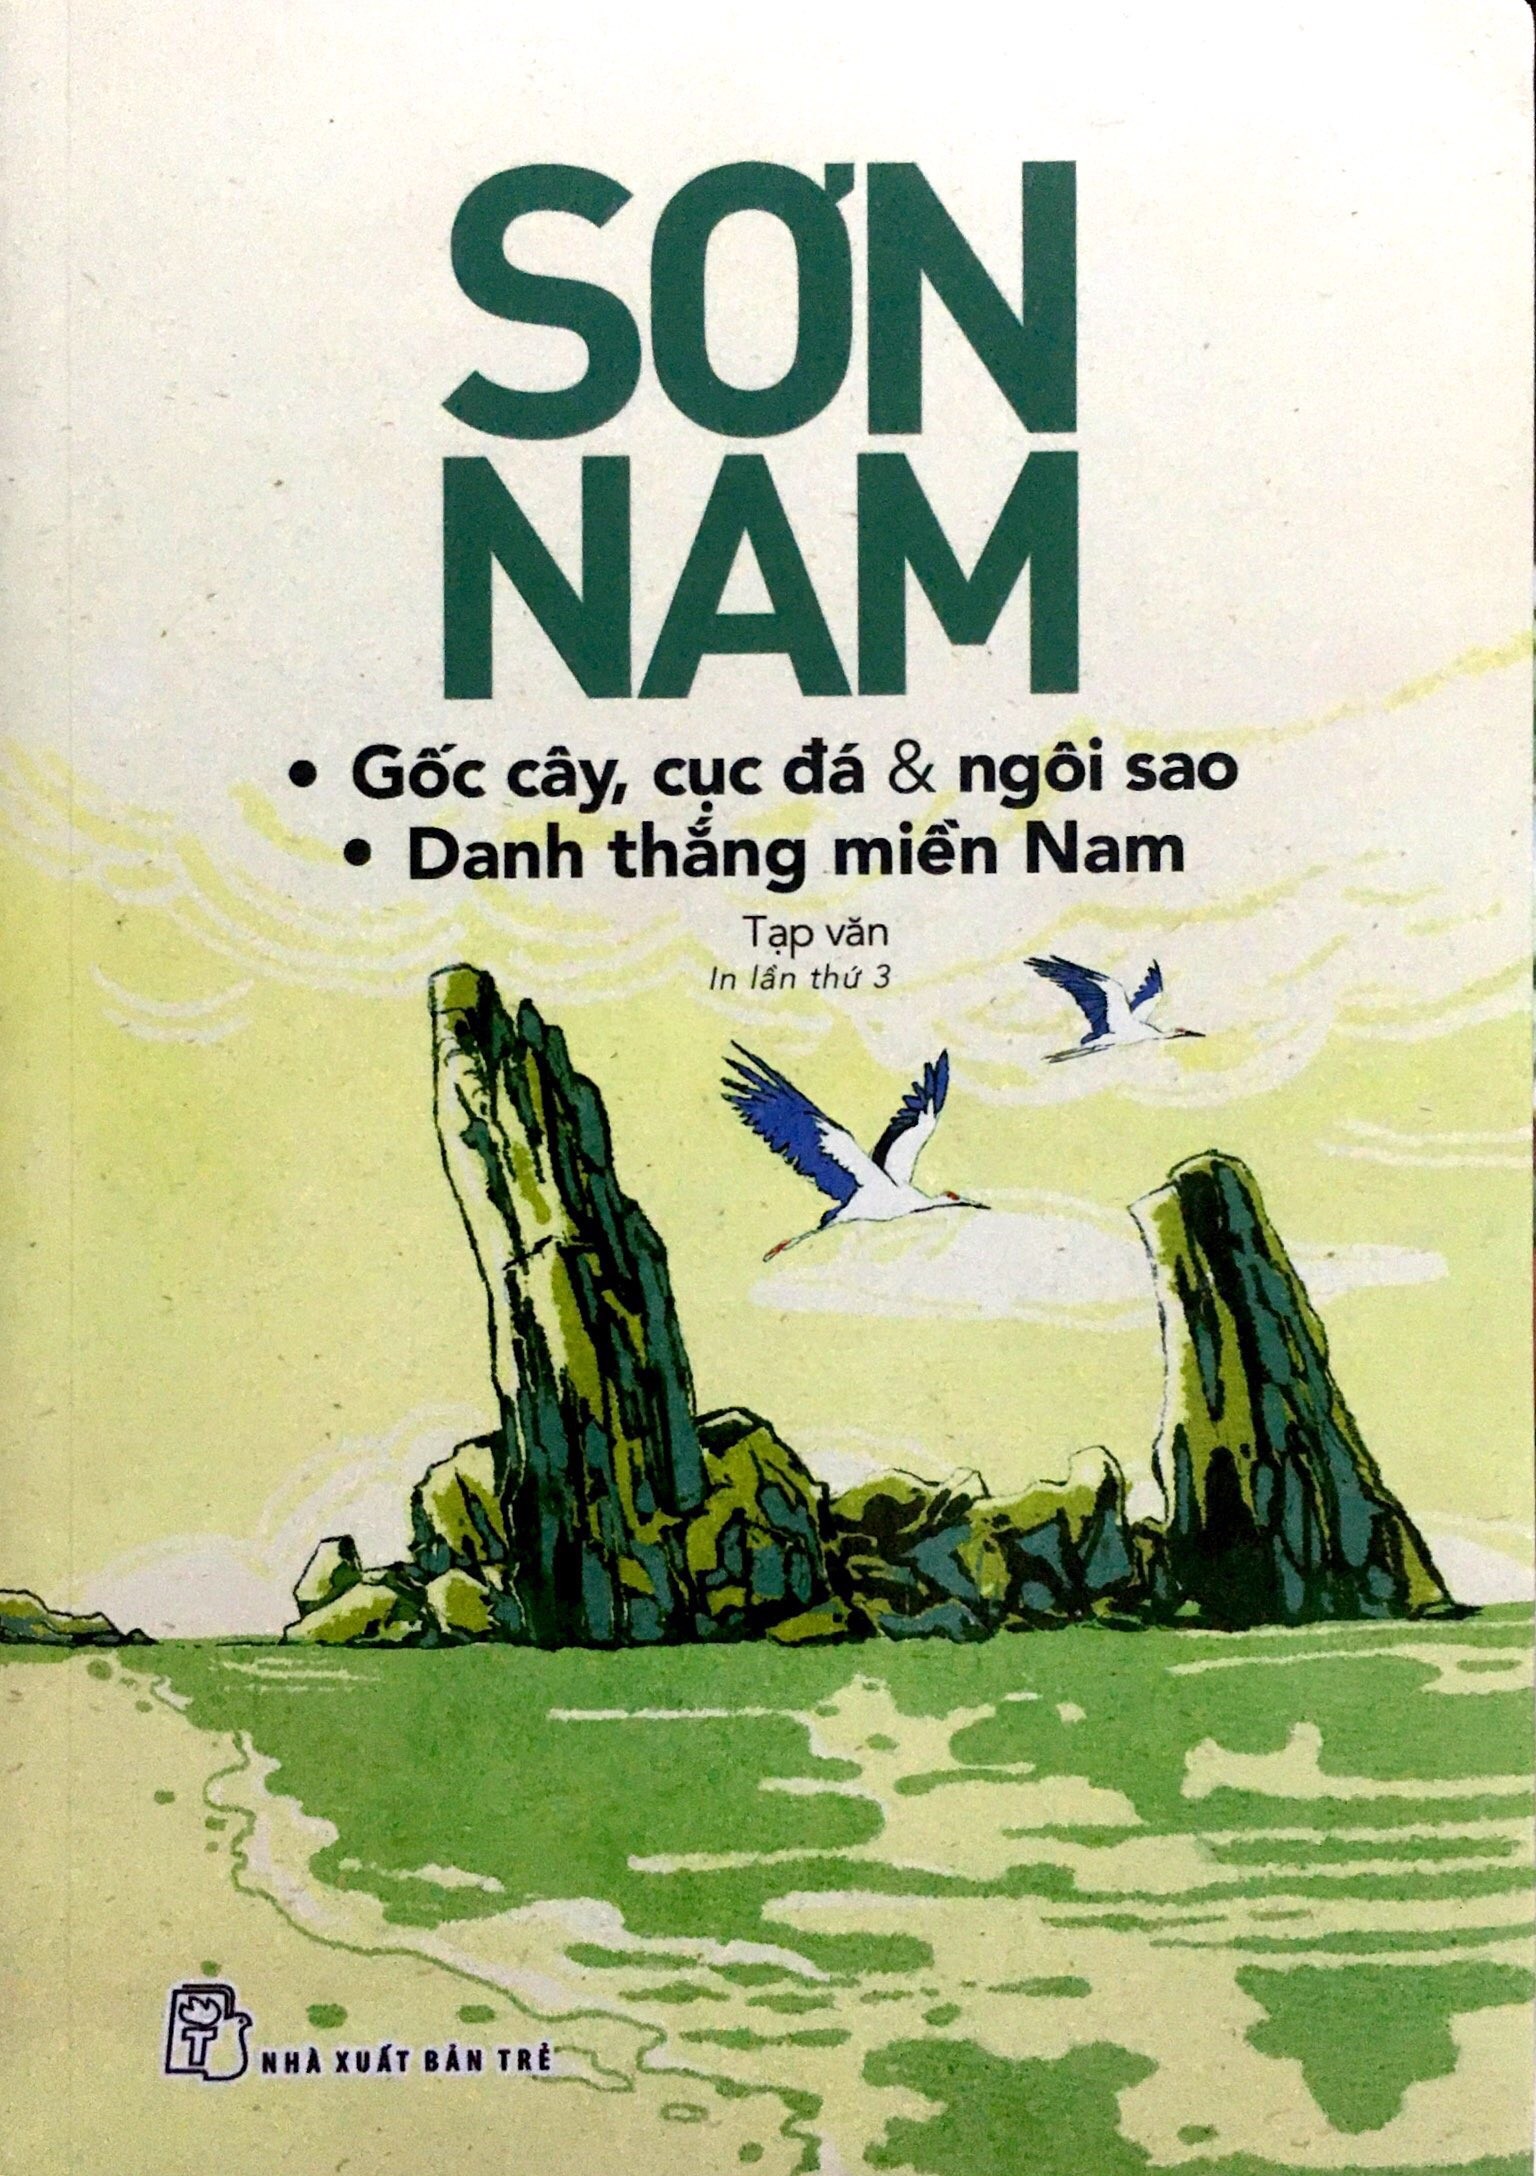 SƠN
NAM
• Gốc cây, cục đá & ngôi sao
• Danh thắng miền Nam
Tạp văn
In lần thứ 3
T
NHÀ XUẤT BẢN TRẺ